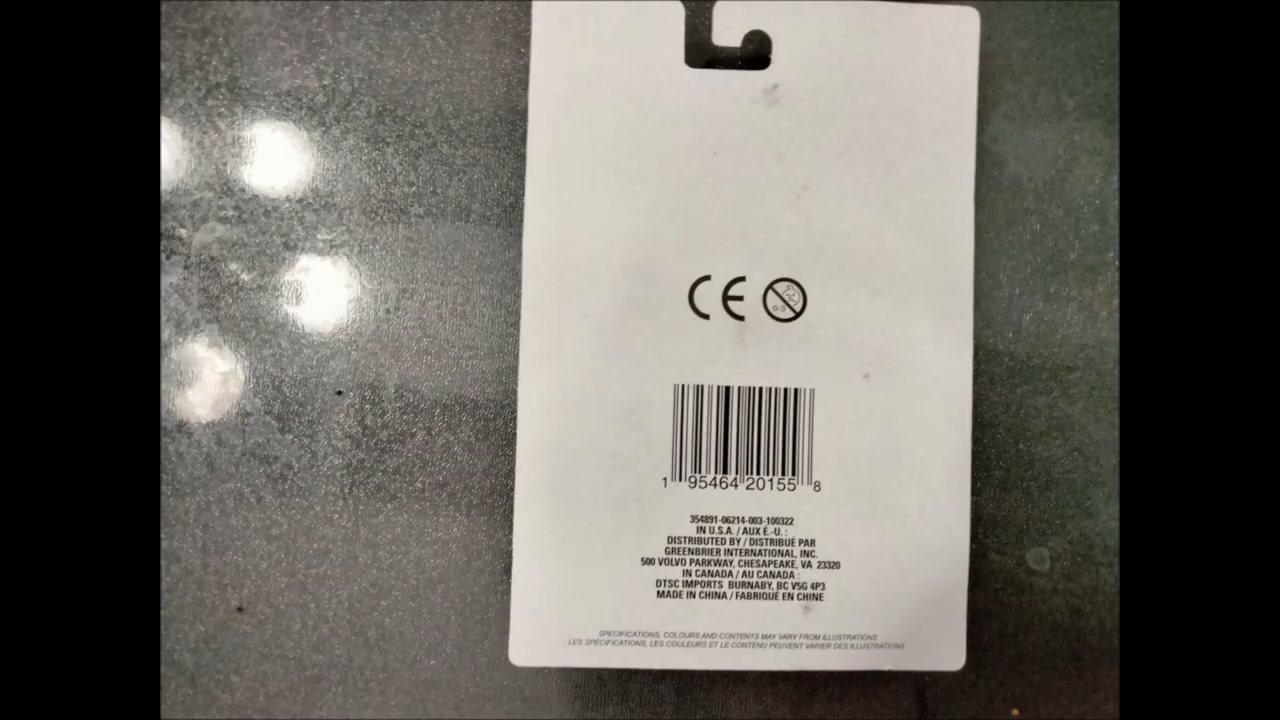 CE 0-3
1 95464 20155 8
354891-06214-003-100322
IN U.S.A. / AUX É.-U. :
DISTRIBUTED BY / DISTRIBUÉ PAR
GREENBRIER INTERNATIONAL, INC.
500 VOLVO PARKWAY, CHESAPEAKE, VA 23320
IN CANADA / AU CANADA :
DTSC IMPORTS BURNABY, BC V5G 4P3
MADE IN CHINA / FABRIQUÉ EN CHINE
SPECIFICATIONS, COLOURS AND CONTENTS MAY VARY FROM ILLUSTRATIONS
LES SPÉCIFICATIONS, LES COULEURS ET LE CONTENU PEUVENT VARIER DES ILLUSTRATIONS